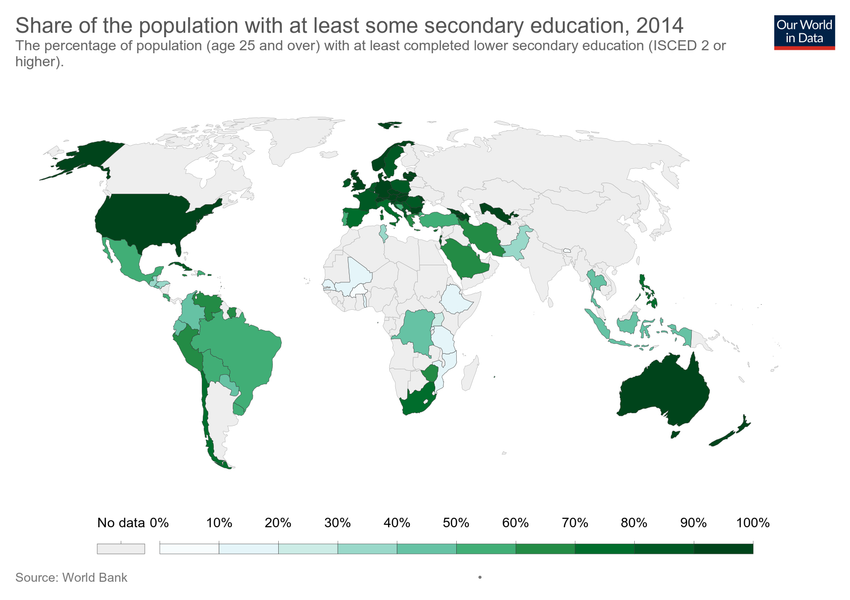 Share of the population with at least some secondary education, 2014
The percentage of population (age 25 and over) with at least completed lower secondary education (ISCED 2 or
higher).
Our World
in Data
No data 0% 10% 20% 30% 40% 50% 60% 70% 80% 90% 100%
Source: World Bank